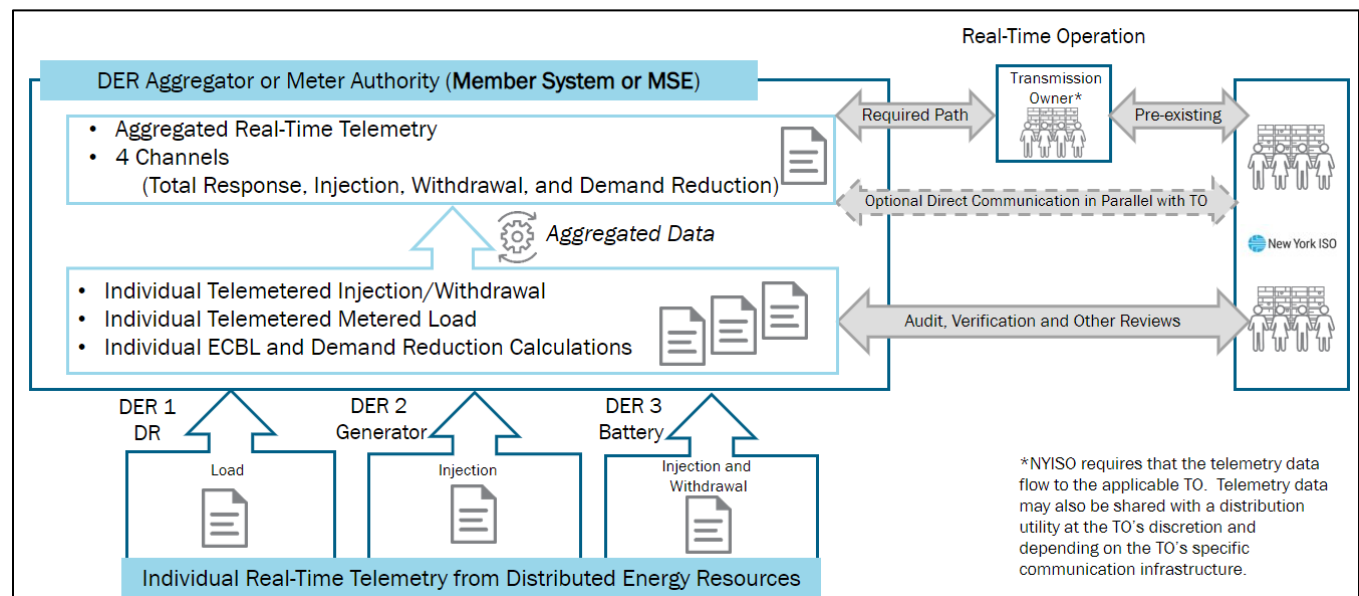 Real-Time Operation
DER Aggregator or Meter Authority (Member System or MSE)
• Aggregated Real-Time Telemetry
• 4 Channels
(Total Response, Injection, Withdrawal, and Demand Reduction)
Required Path
Transmission
Owner*
Pre-existing
Optional Direct Communication in Parallel with TO
Aggregated Data
New York ISO
• Individual Telemetered Injection/Withdrawal
• Individual Telemetered Metered Load
• Individual ECBL and Demand Reduction Calculations
Audit, Verification and Other Reviews
DER 1
DR
DER 2
Generator
DER 3
Battery
Load
Injection
Injection and
Withdrawal
Individual Real-Time Telemetry from Distributed Energy Resources
*NYISO requires that the telemetry data
flow to the applicable TO. Telemetry data
may also be shared with a distribution
utility at the TO's discretion and
depending on the TO's specific
communication infrastructure.